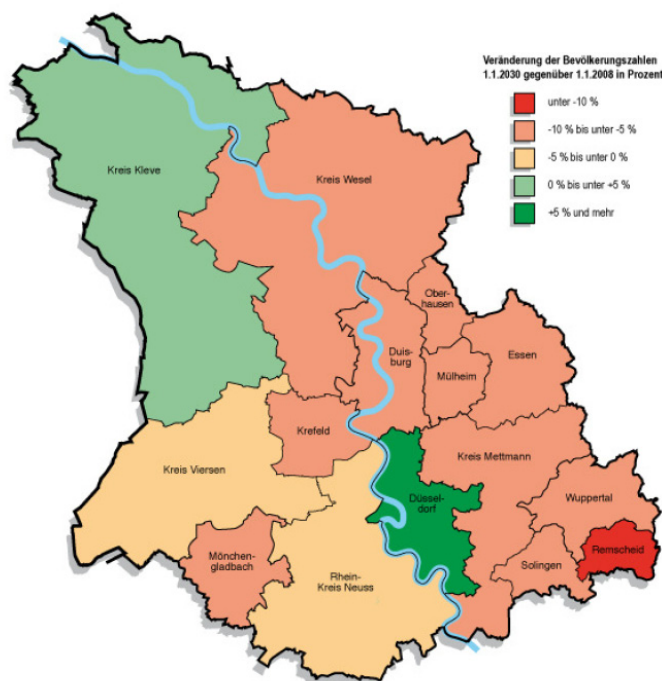 Veränderung der Bevölkerungszahlen
1.1.2030 gegenüber 1.1.2008 in Prozent
unter -10 %
-10 % bis unter -5 %
-5 % bis unter 0 %
0 % bis unter +5 %
+5 % und mehr
Kreis Kleve
Kreis Wesel
Ober-
hausen
Duis-
burg
Mülheim
Essen
Krefeld
Kreis Viersen
Kreis Mettmann
Düssel-
dorf
Wuppertal
Mönchen-
gladbach
Rhein-
Kreis Neuss
Solingen
Remscheid